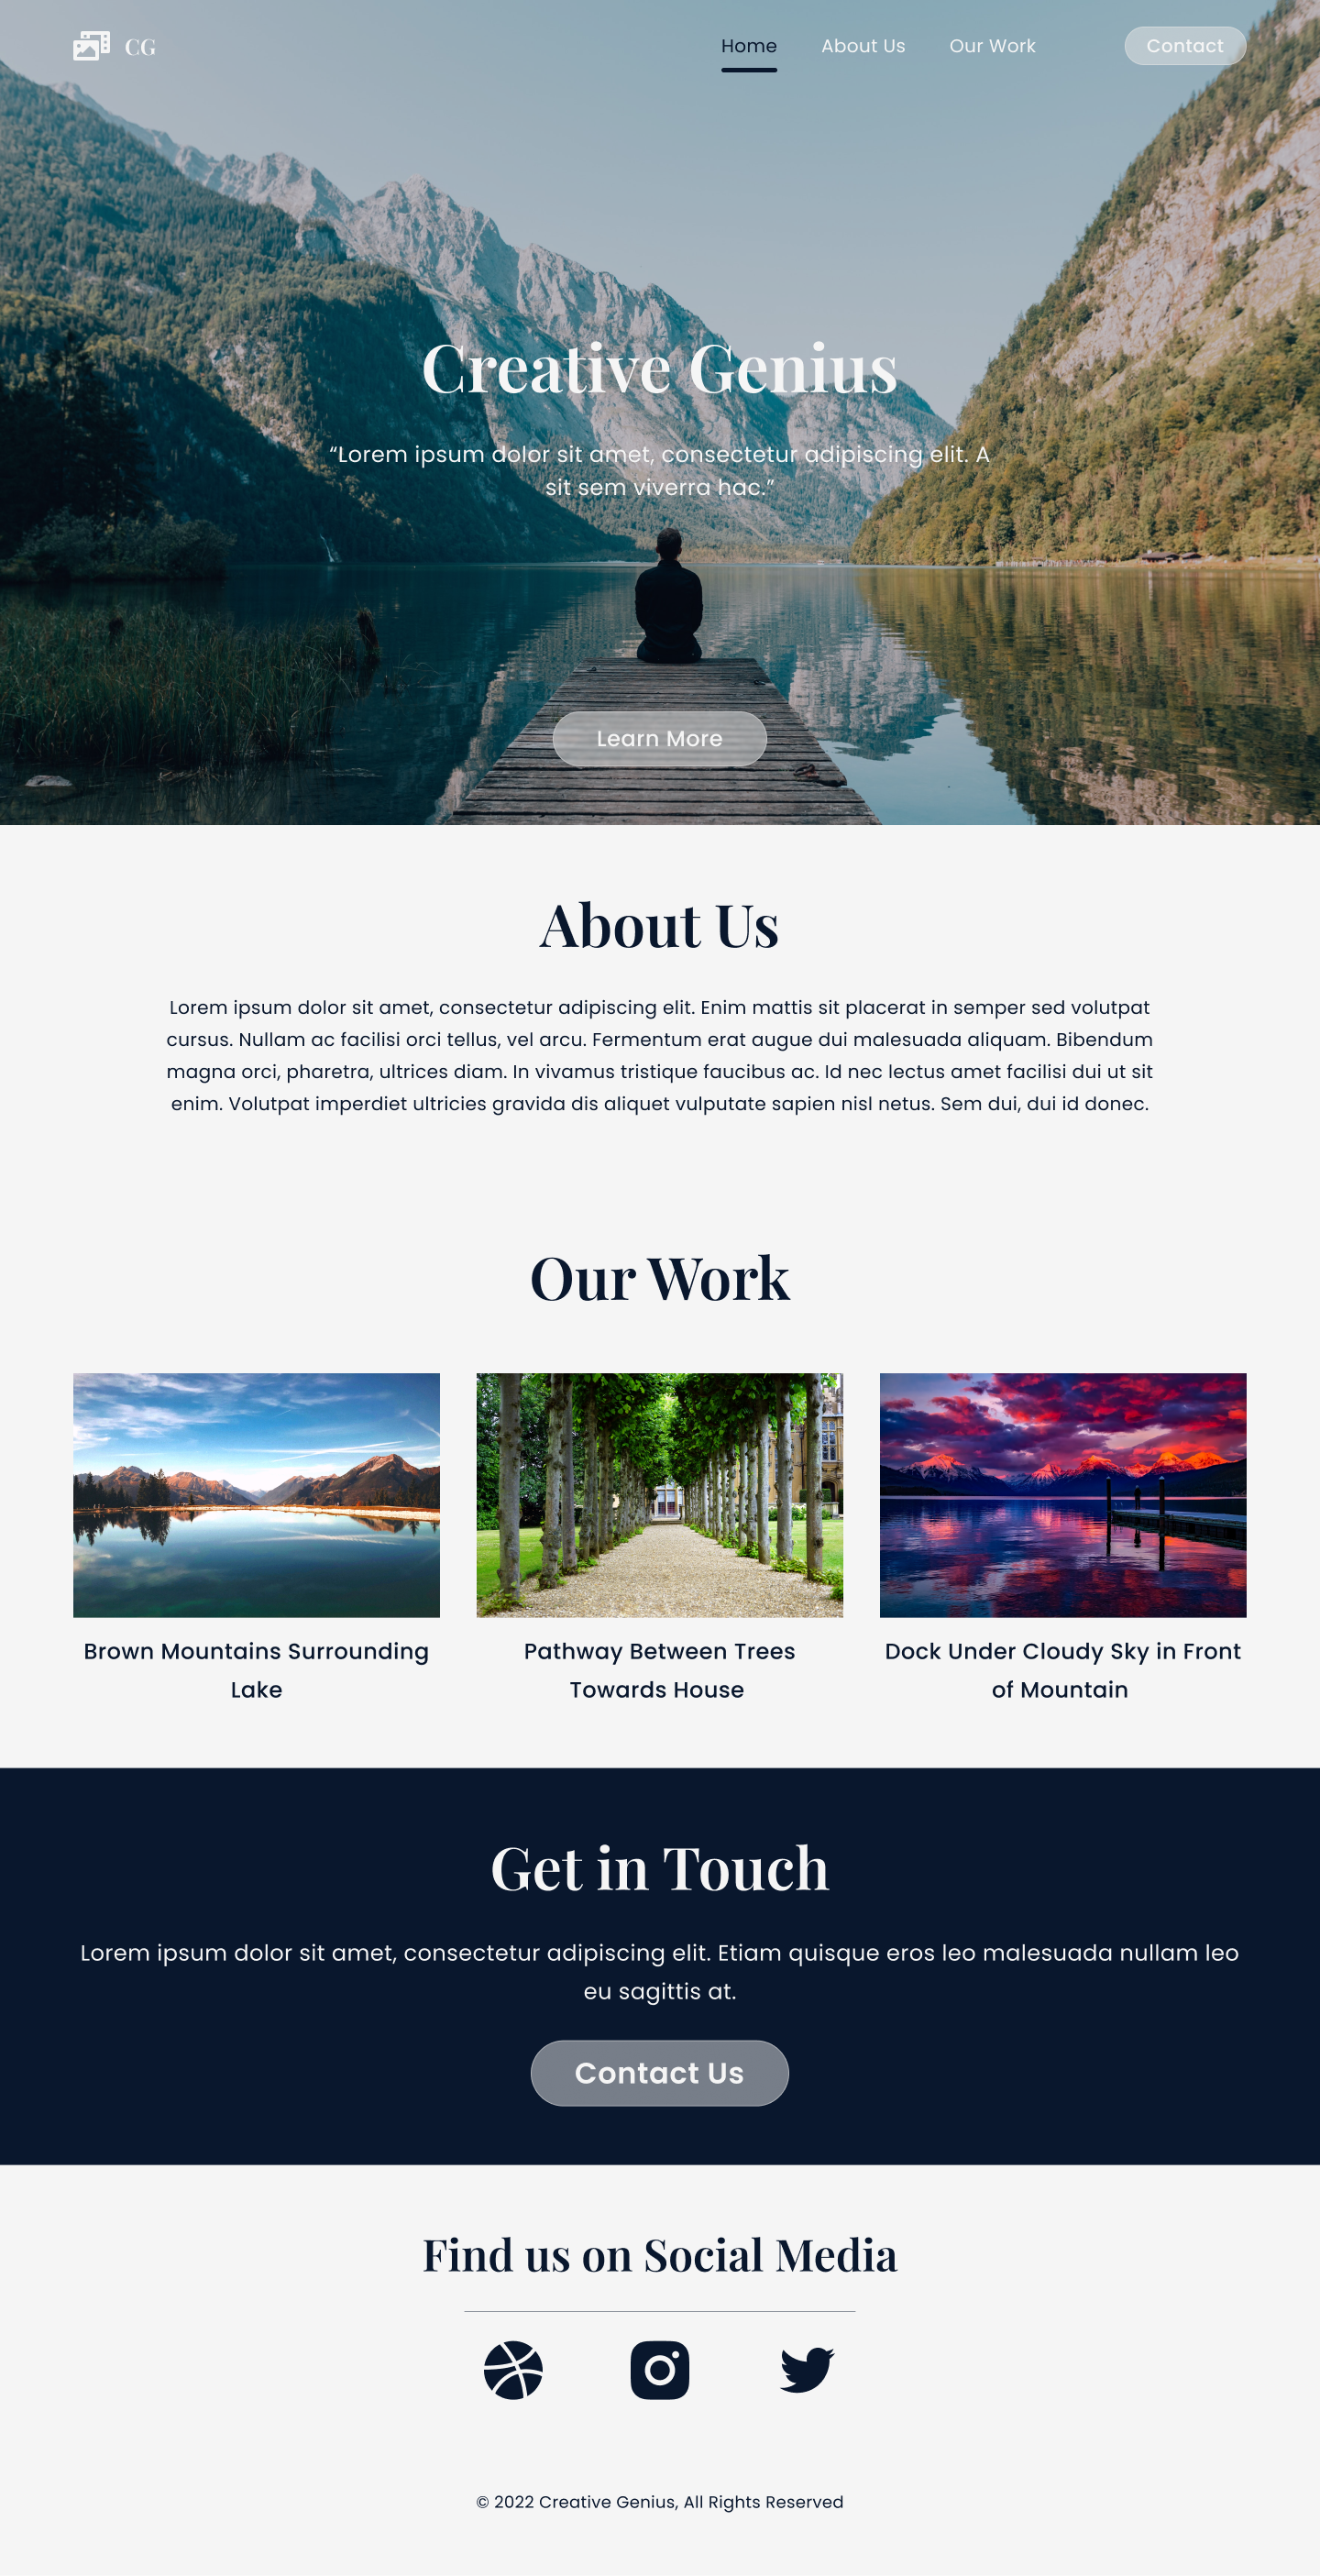 CG
Home
About Us
Our Work
Contact
Creative Genius
“Lorem ipsum dolor sit amet, consectetur adipiscing elit. A
sit sem viverra hac.”
Learn More
About Us
Lorem ipsum dolor sit amet, consectetur adipiscing elit. Enim mattis sit placerat in semper sed volutpat
cursus. Nullam ac facilisi orci tellus, vel arcu. Fermentum erat augue dui malesuada aliquam. Bibendum
magna orci, pharetra, ultrices diam. In vivamus tristique faucibus ac. Id nec lectus amet facilisi dui ut sit
enim. Volutpat imperdiet ultricies gravida dis aliquet vulputate sapien nisl netus. Sem dui, dui id donec.
Our Work
Brown Mountains Surrounding
Lake
Pathway Between Trees
Towards House
Dock Under Cloudy Sky in Front
of Mountain
Get in Touch
Lorem ipsum dolor sit amet, consectetur adipiscing elit. Etiam quisque eros leo malesuada nullam leo
eu sagittis at.
Contact Us
Find us on Social Media
© 2022 Creative Genius, All Rights Reserved